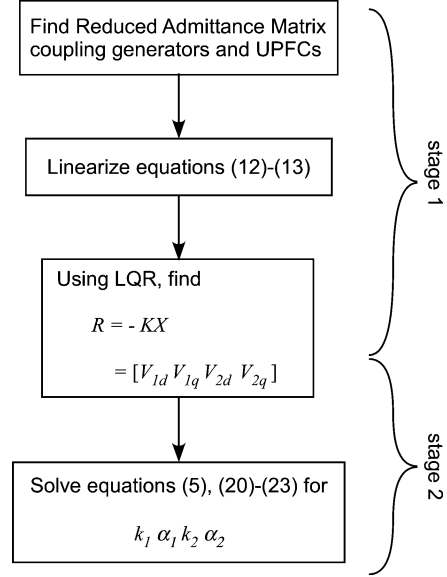 Find Reduced Admittance Matrix
coupling generators and UPFCs
Linearize equations (12)-(13)
Using LQR, find
R = - KX
= [V1d V1q V2d V2q ]
stage 1
Solve equations (5), (20)-(23) for
k1 α1 k2 α2
stage 2